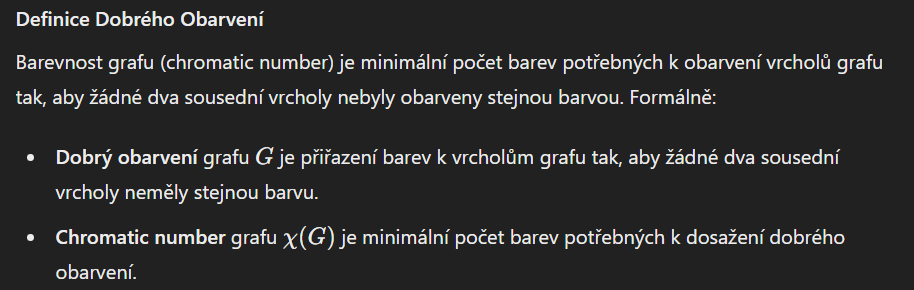 Definice Dobrého Obarvení
Barevnost grafu (chromatic number) je minimální počet barev potřebných k obarvení vrcholů grafu
tak, aby žádné dva sousední vrcholy nebyly obarveny stejnou barvou. Formálně:
• Dobrý obarvení grafu G je přiřazení barev k vrcholům grafu tak, aby žádné dva sousední
vrcholy neměly stejnou barvu.
• Chromatic number grafu χ(G) je minimální počet barev potřebných k dosažení dobrého
obarvení.